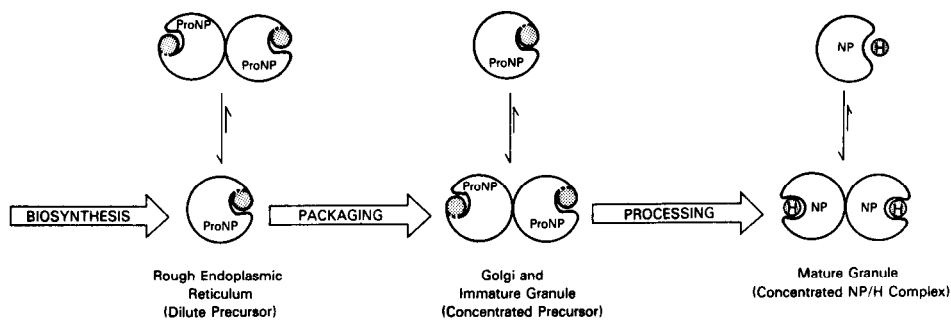 ProNP
ProNP
ProNP
NP
H
BIOSYNTHESIS
ProNP
PACKAGING
ProNP
ProNP
PROCESSING
H
NP
NP
H
Rough Endoplasmic
Reticulum
(Dilute Precursor)
Golgi and
Immature Granule
(Concentrated Precursor)
Mature Granule
(Concentrated NP/H Complex)